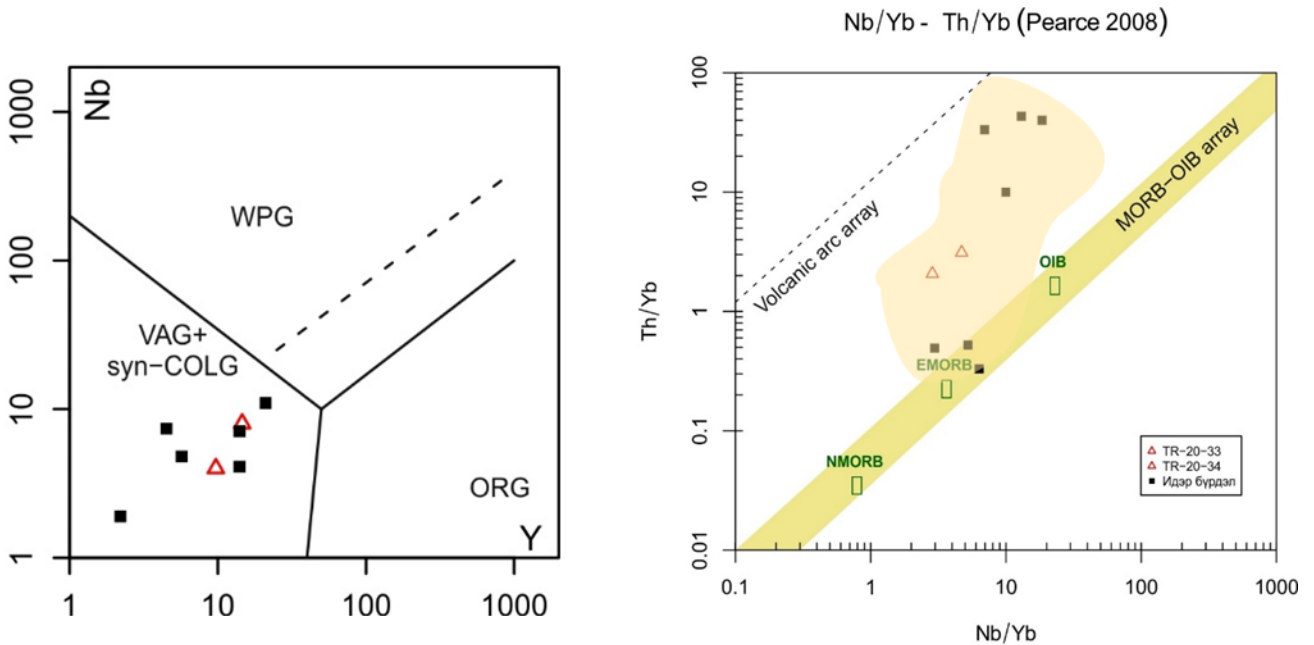 Nb
1000
100
10
1
WPG
VAG+
syn-COLG
ORG
Y
1
10
100
1000
Nb/Yb - Th/Yb (Pearce 2008)
Th/Yb
100
10
1
0.1
0.01
Volcanic arc array
MORB-OIB array
OIB
EMORB
NMORB
TR-20-33
TR-20-34
Идэр бүрдэл
0.1
1
10
100
1000
Nb/Yb